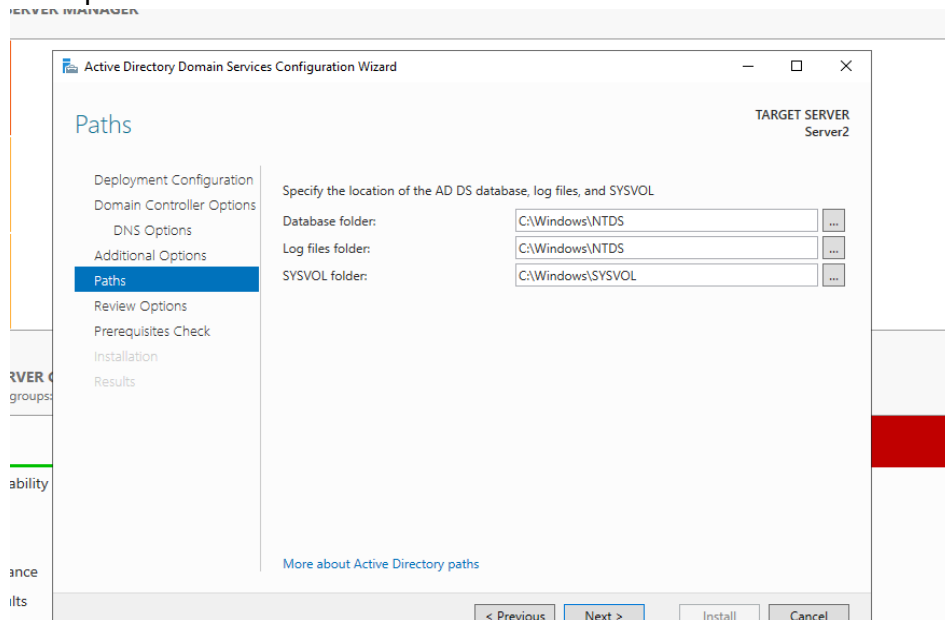 SERVER MANAGER
Active Directory Domain Services Configuration Wizard
Paths
TARGET SERVER
Server2
Deployment Configuration
Domain Controller Options
DNS Options
Additional Options
Paths
Review Options
Prerequisites Check
Installation
Results
Specify the location of the AD DS database, log files, and SYSVOL
Database folder: C:\Windows\NTDS ...
Log files folder: C:\Windows\NTDS ...
SYSVOL folder: C:\Windows\SYSVOL ...
More about Active Directory paths
< Previous Next > Install Cancel
groups: